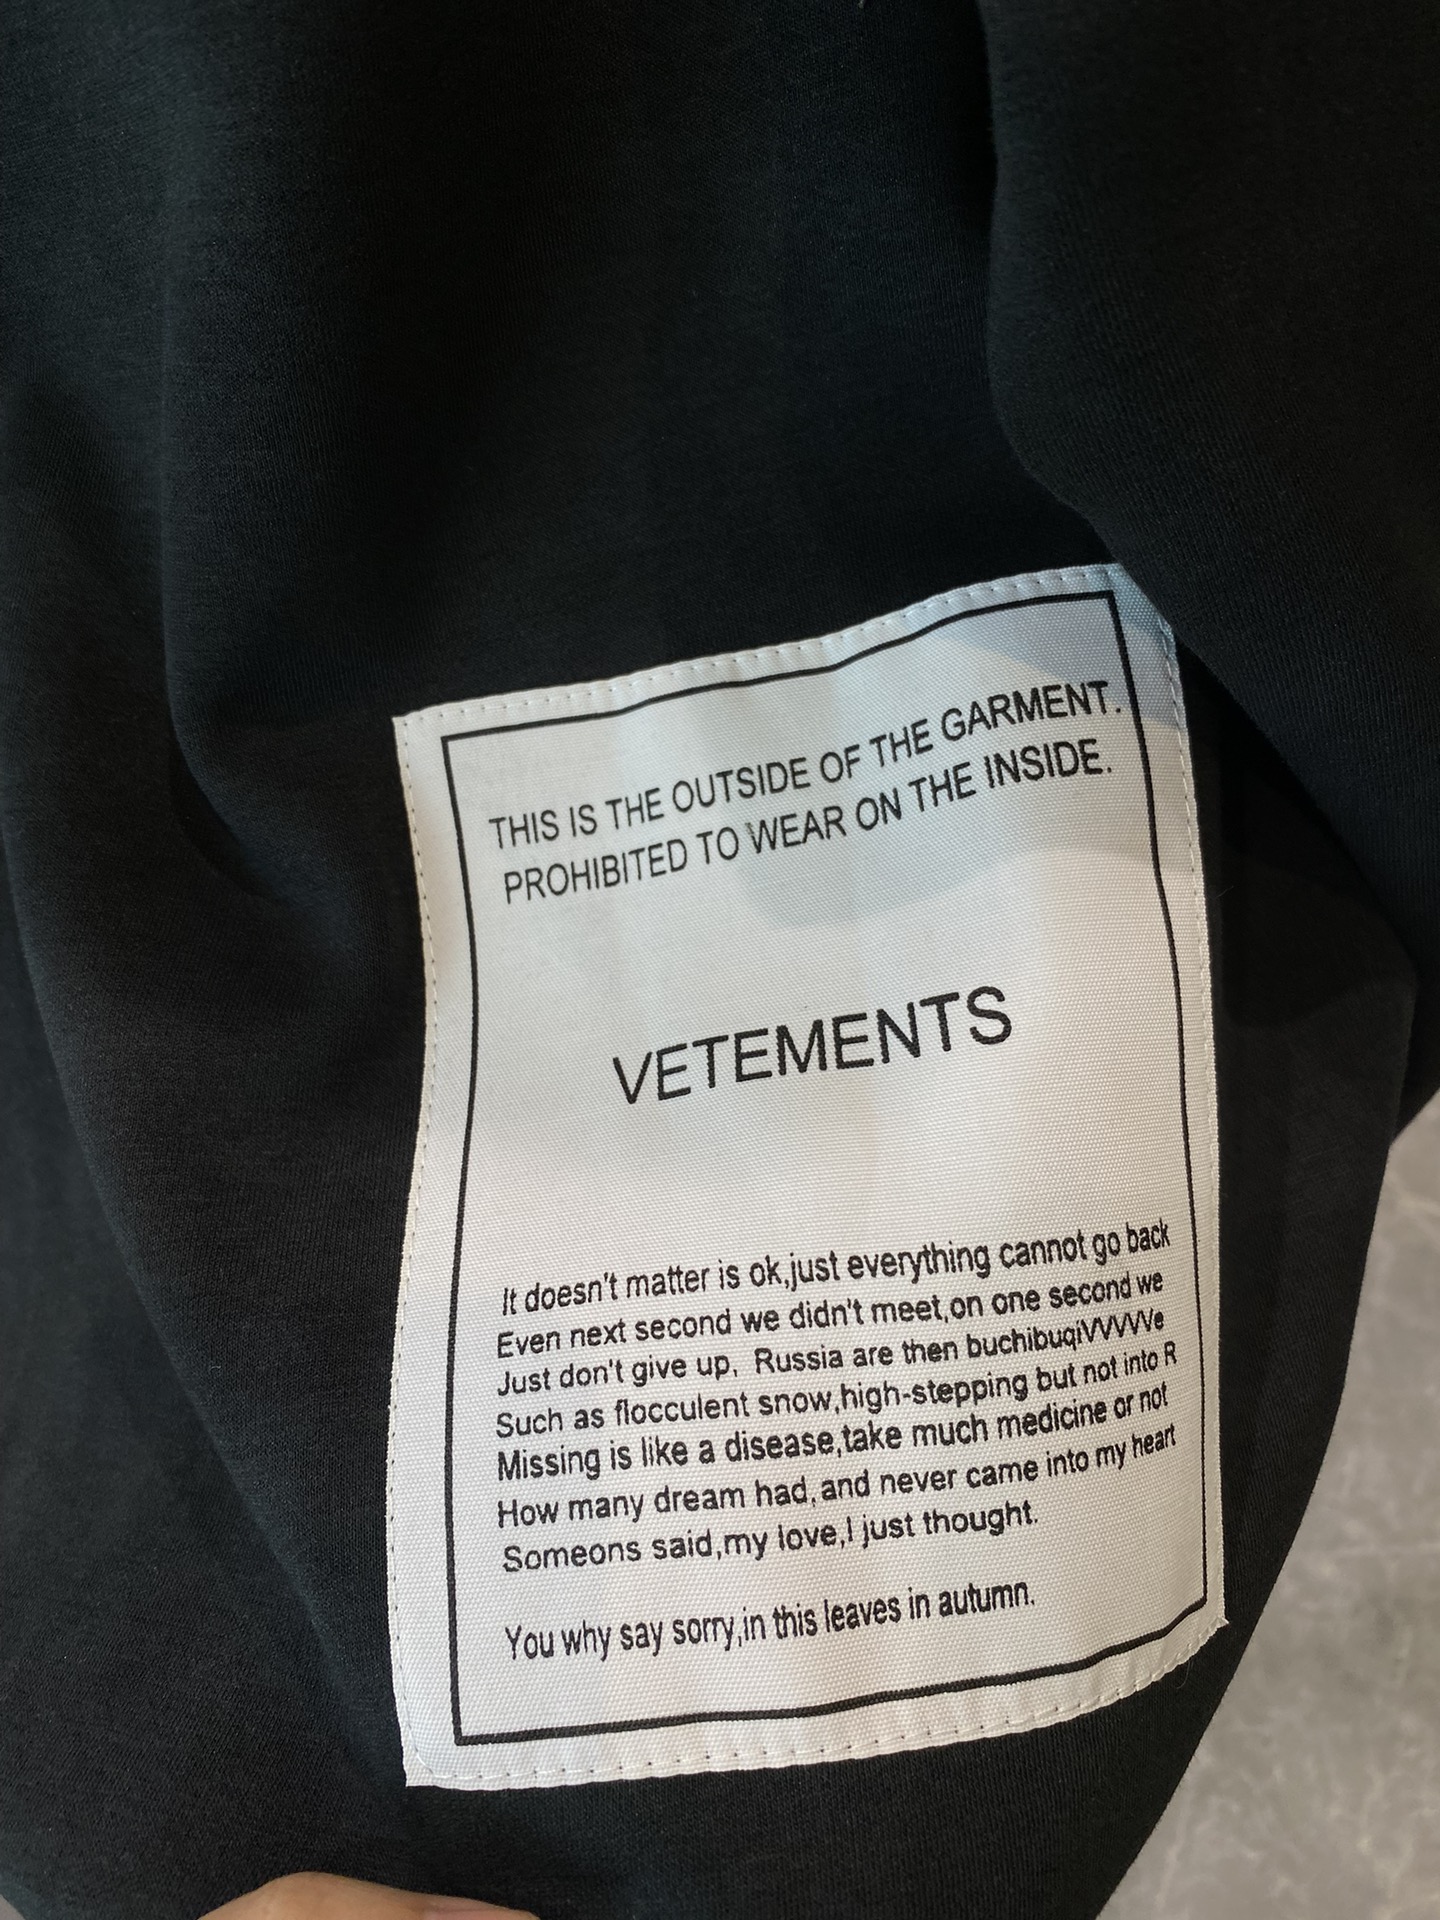 THIS IS THE OUTSIDE OF THE GARMENT.
PROHIBITED TO WEAR ON THE INSIDE.
VETEMENTS
It doesn't matter is ok,just everything cannot go back
Even next second we didn't meet,on one second we
Just don't give up, Russia are then buchibuqiVVVVVe
Such as flocculent snow,high-stepping but not into R
Missing is like a disease,take much medicine or not
How many dream had,and never came into my heart
Someons said,my love,I just thought.
You why say sorry,in this leaves in autumn.